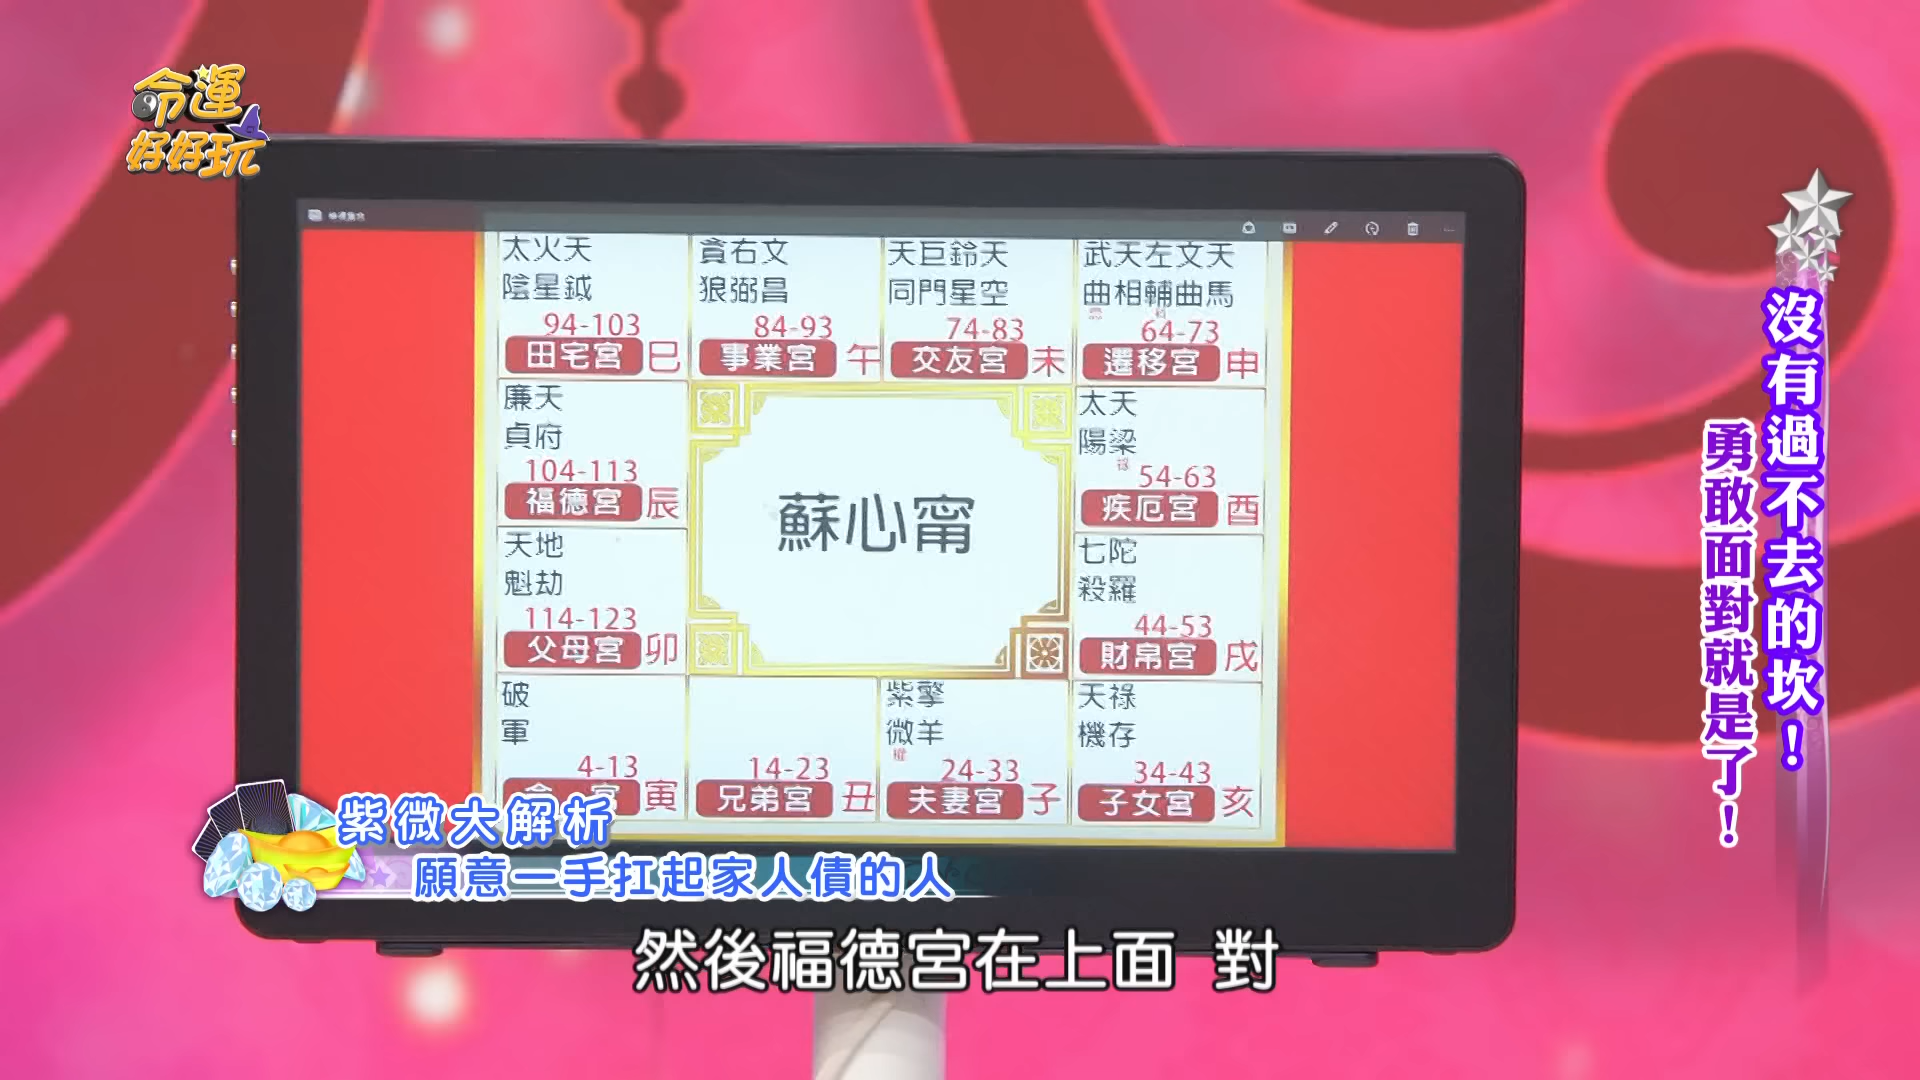 命運
好好玩
太火天
陰星鉞
94-103
田宅宮 巳
貪右文
狼弼昌
84-93
事業宮 午
天巨鈴天
同門星空
74-83
交友宮 未
武天左文天
曲相輔曲馬
科
64-73
遷移宮 申
廉天
貞府
104-113
福德宮 辰
太天
陽梁
祿
54-63
疾厄宮 酉
天地
魁劫
114-123
父母宮 卯
蘇心甯
七陀
殺羅
44-53
財帛宮 戌
破
軍
4-13
宮 寅
14-23
兄弟宮 丑
紫擎
微羊
權
24-33
夫妻宮 子
天祿
機存
34-43
子女宮 亥
沒有過不去的坎！
勇敢面對就是了！
紫微大解析
願意一手扛起家人債的人
然後福德宮在上面 對